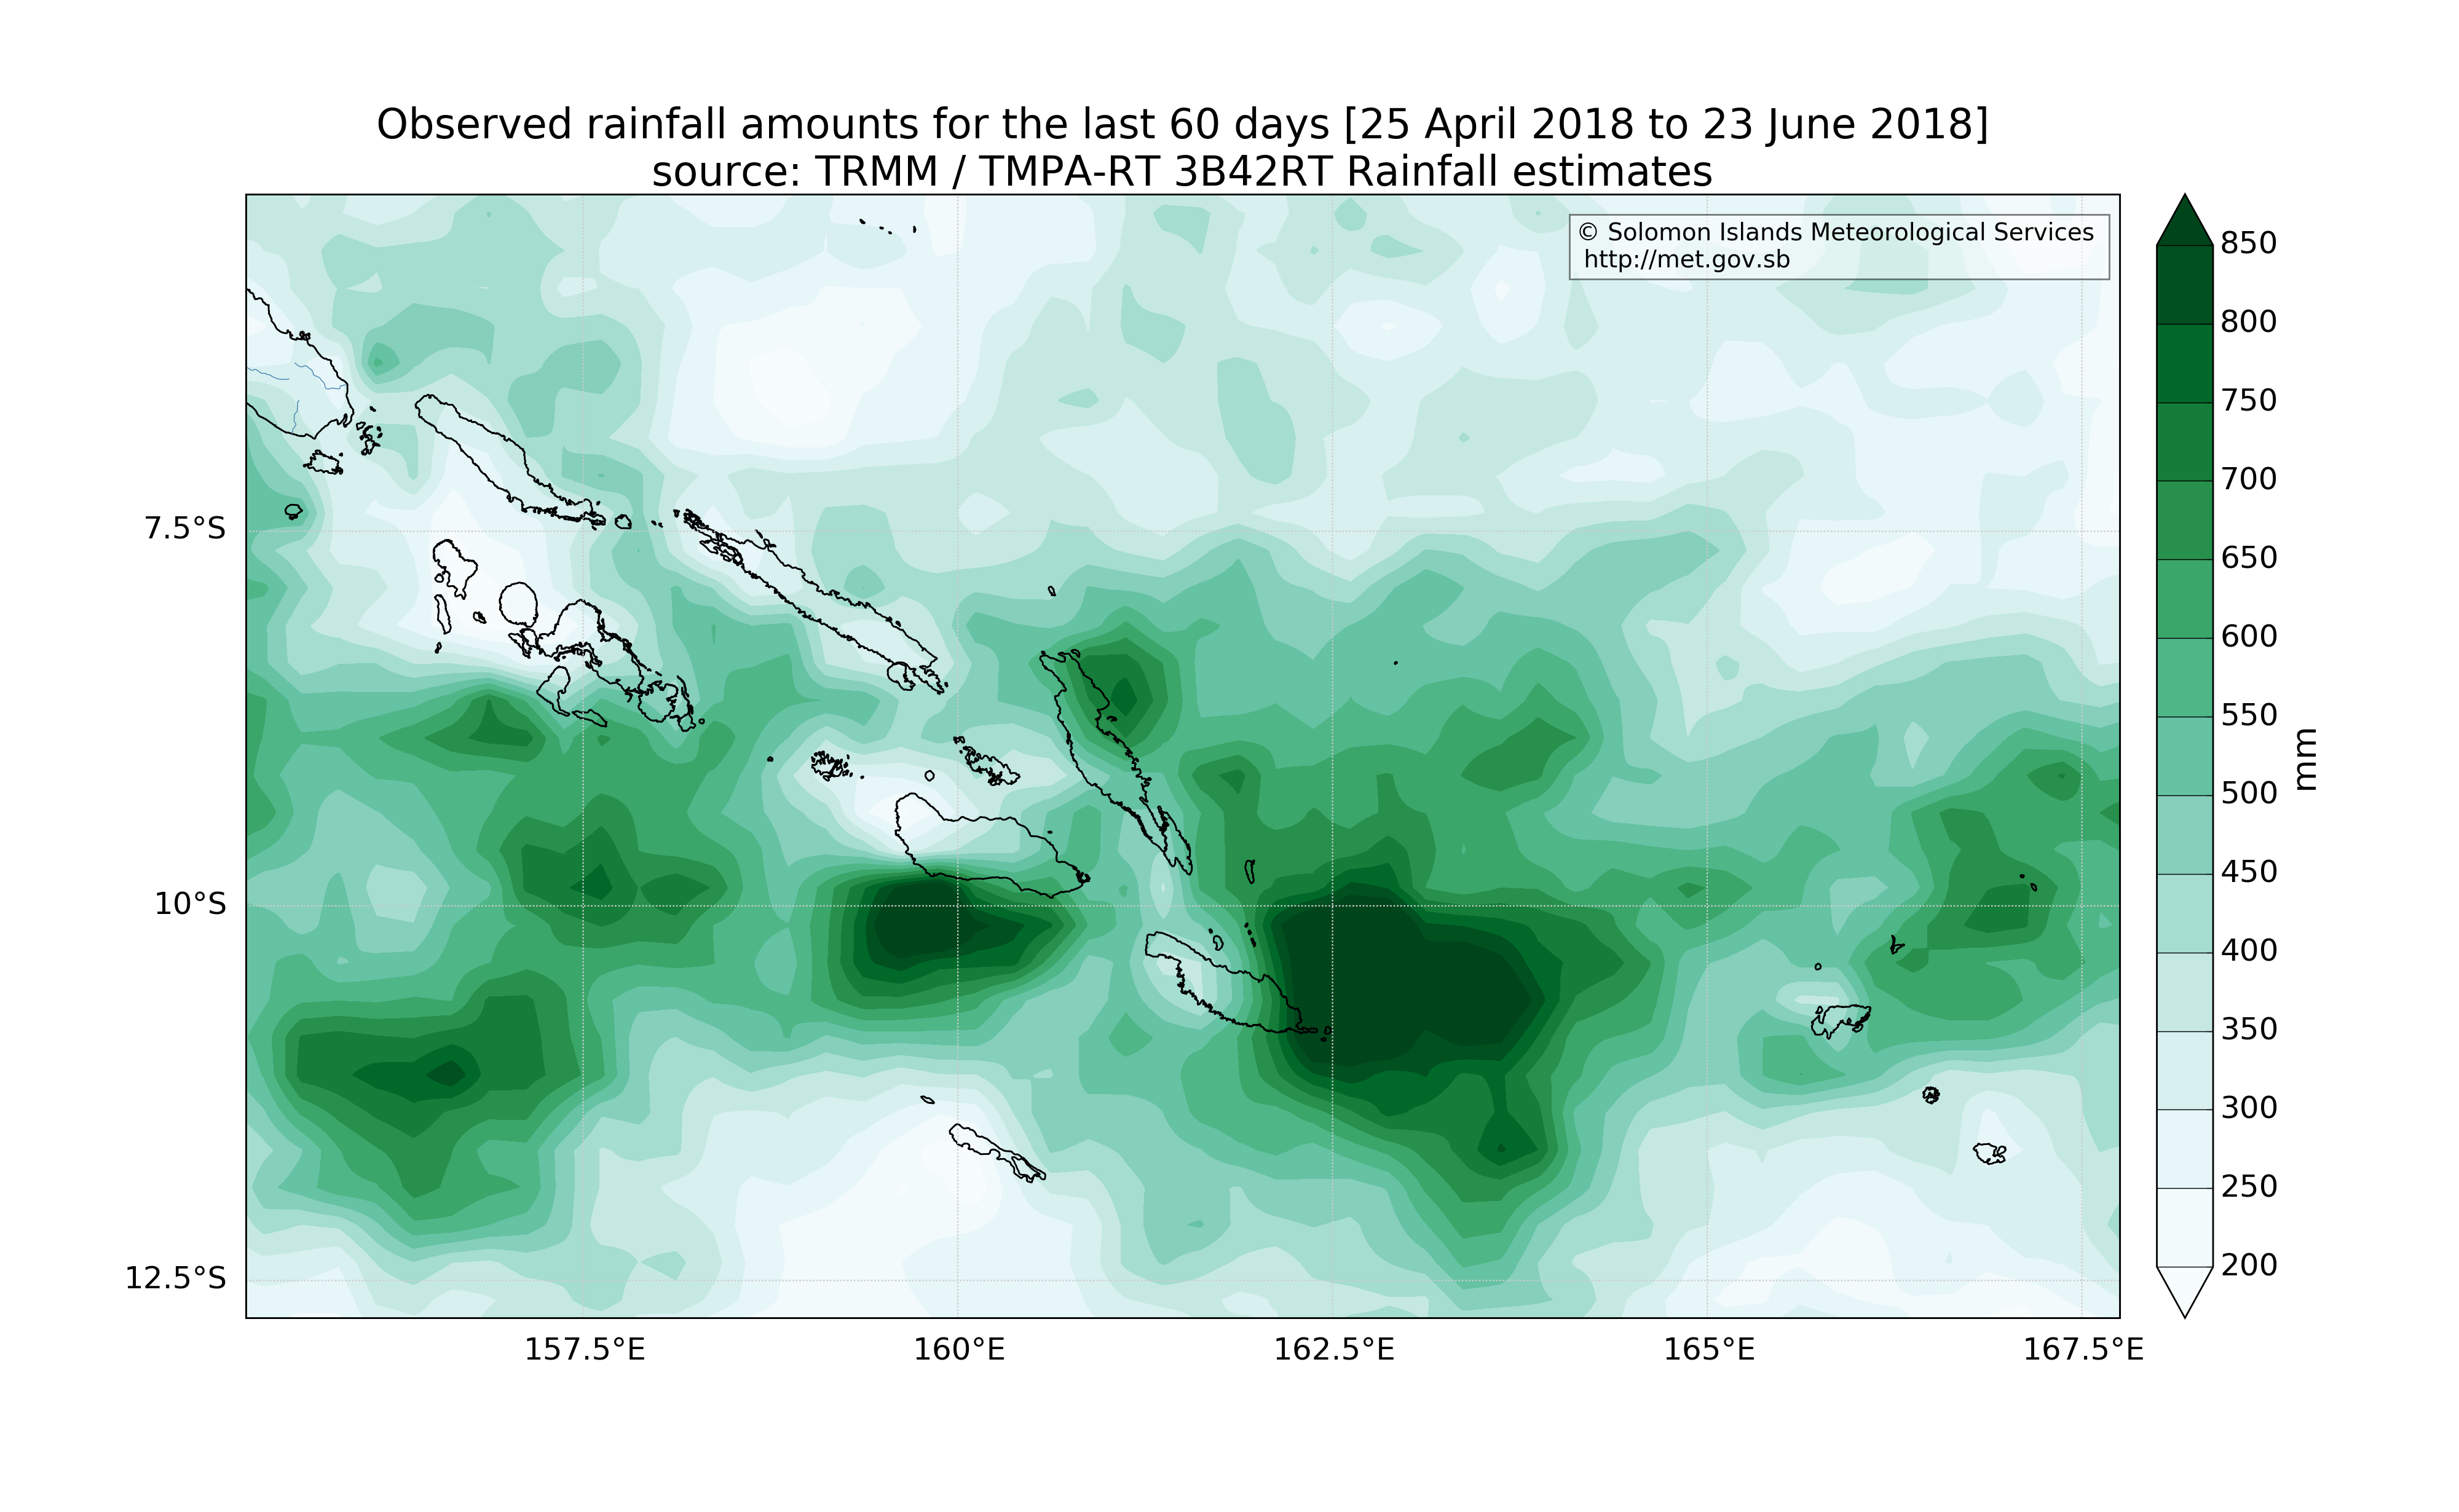 Observed rainfall amounts for the last 60 days [25 April 2018 to 23 June 2018]
source: TRMM / TMPA-RT 3B42RT Rainfall estimates
© Solomon Islands Meteorological Services
http://met.gov.sb
7.5°S
10°S
12.5°S
157.5°E
160°E
162.5°E
165°E
167.5°E
850
800
750
700
650
600
550
500
450
400
350
300
250
200
mm